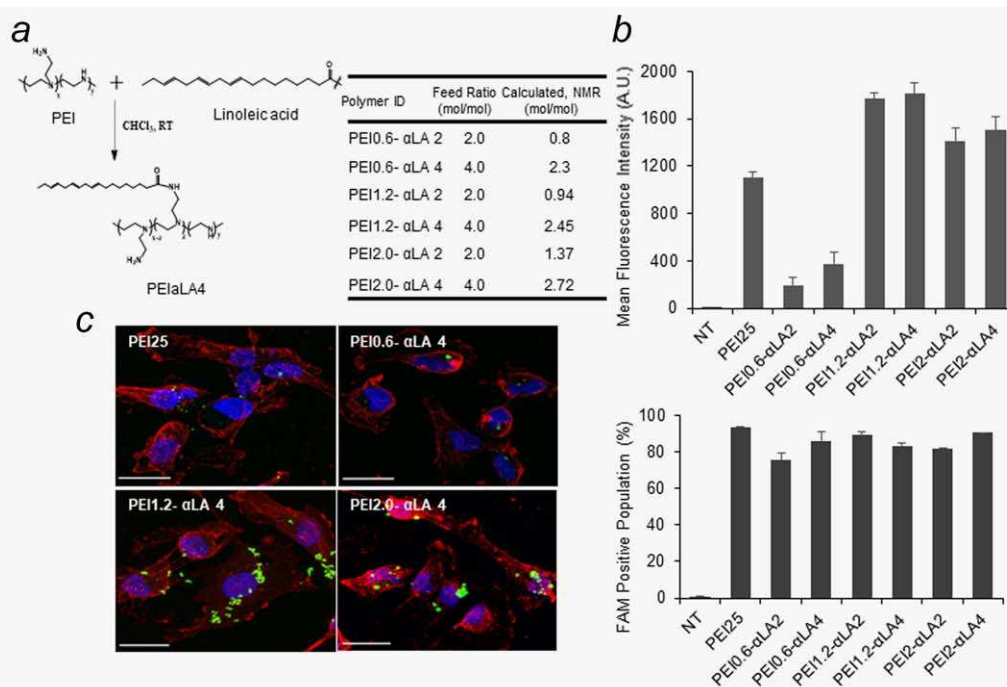 a
H₂N
N
H
N
x
y
PEI
+
O
Linoleic acid
CHCl₃, RT
O
NH
N
N
H
N
x-z
z
y
H₂N
PEIaLA4
Polymer ID Feed Ratio (mol/mol) Calculated, NMR (mol/mol)
PEI0.6- αLA 2 2.0 0.8
PEI0.6- αLA 4 4.0 2.3
PEI1.2- αLA 2 2.0 0.94
PEI1.2- αLA 4 4.0 2.45
PEI2.0- αLA 2 2.0 1.37
PEI2.0- αLA 4 4.0 2.72
b
Mean Fluorescence Intensity (A.U.)
2000
1600
1200
800
400
0
NT
PEI25
PEI0.6-αLA2
PEI0.6-αLA4
PEI1.2-αLA2
PEI1.2-αLA4
PEI2-αLA2
PEI2-αLA4
c
PEI25
PEI0.6- αLA 4
PEI1.2- αLA 4
PEI2.0- αLA 4
FAM Positive Population (%)
100
80
60
40
20
0
NT
PEI25
PEI0.6-αLA2
PEI0.6-αLA4
PEI1.2-αLA2
PEI1.2-αLA4
PEI2-αLA2
PEI2-αLA4